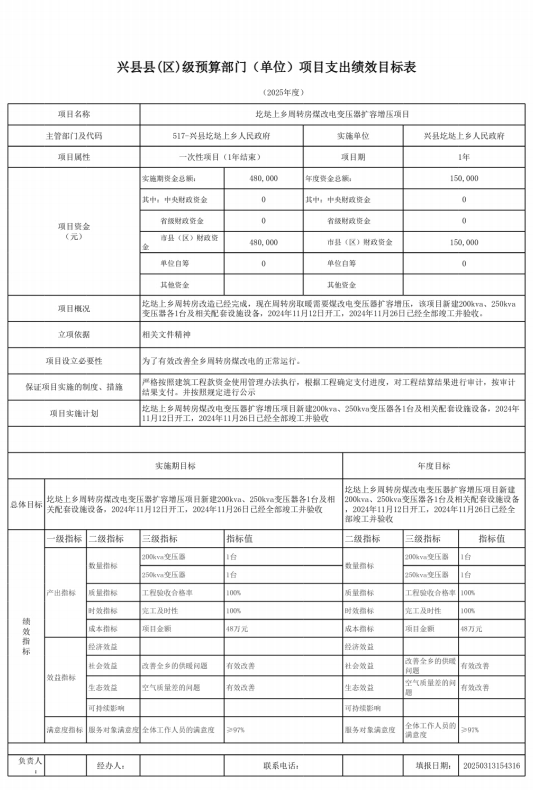 兴县县(区)级预算部门（单位）项目支出绩效目标表
（2025年度）
项目名称 圪垯上乡周转房煤改电变压器扩容增压项目
主管部门及代码 517-兴县圪垯上乡人民政府 实施单位 兴县圪垯上乡人民政府
项目属性 一次性项目（1年结束） 项目期 1年
项目资金（元）
实施期资金总额： 480,000 年度资金总额： 150,000
其中：中央财政资金 0 其中：中央财政资金 0
省级财政资金 0 省级财政资金 0
市县（区）财政资金 480,000 市县（区）财政资金 150,000
单位自筹 0 单位自筹 0
其他资金 其他资金
项目概况 圪垯上乡周转房改造已经完成，现在周转房取暖需要煤改电变压器扩容增压，该项目新建200kva、250kva
变压器各1台及相关配套设施设备，2024年11月12日开工，2024年11月26日已经全部竣工并验收。
立项依据 相关文件精神
项目设立必要性 为了有效改善全乡周转房煤改电的正常运行。
保证项目实施的制度、措施 严格按照建筑工程款资金使用管理办法执行，根据工程确定支付进度，对工程结算结果进行审计，按审计
结果支付。并按照规定进行公示
项目实施计划 圪垯上乡周转房煤改电变压器扩容增压项目新建200kva、250kva变压器各1台及相关配套设施设备，2024年
11月12日开工，2024年11月26日已经全部竣工并验收
实施期目标 年度目标
总体目标 圪垯上乡周转房煤改电变压器扩容增压项目新建200kva、250kva变压器各1台及相
关配套设施设备，2024年11月12日开工，2024年11月26日已经全部竣工并验收
圪垯上乡周转房煤改电变压器扩容增压项目新建
200kva、250kva变压器各1台及相关配套设施设备
，2024年11月12日开工，2024年11月26日已经全
部竣工并验收
绩效指标
一级指标 二级指标 三级指标 指标值 二级指标 三级指标 指标值
产出指标 数量指标 200kva变压器 1台 数量指标 200kva变压器 1台
250kva变压器 1台 250kva变压器 1台
质量指标 工程验收合格率 100% 质量指标 工程验收合格率 100%
时效指标 完工及时性 100% 时效指标 完工及时性 100%
成本指标 项目金额 48万元 成本指标 项目金额 48万元
效益指标 经济效益 经济效益
社会效益 改善全乡的供暖问题 有效改善 社会效益 改善全乡的供暖问题 有效改善
生态效益 空气质量差的问题 有效改善 生态效益 空气质量差的问题 有效改善
可持续影响 可持续影响
满意度指标 服务对象满意度 全体工作人员的满意度 ≥97% 服务对象满意度 全体工作人员的满意度 ≥97%
负责人： 经办人： 联系电话： 填报日期： 20250313154316